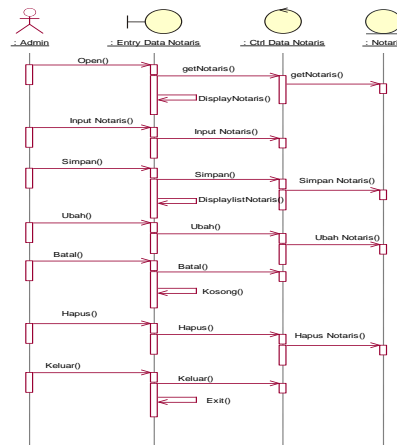 : Admin
: Entry Data Notaris
: Ctrl Data Notaris
: Notaris
Open()
getNotaris()
getNotaris()
DisplayNotaris()
Input Notaris()
Input Notaris()
Simpan()
Simpan()
Simpan Notaris()
DisplaylistNotaris()
Ubah()
Ubah()
Ubah Notaris()
Batal()
Batal()
Kosong()
Hapus()
Hapus()
Hapus Notaris()
Keluar()
Keluar()
Exit()